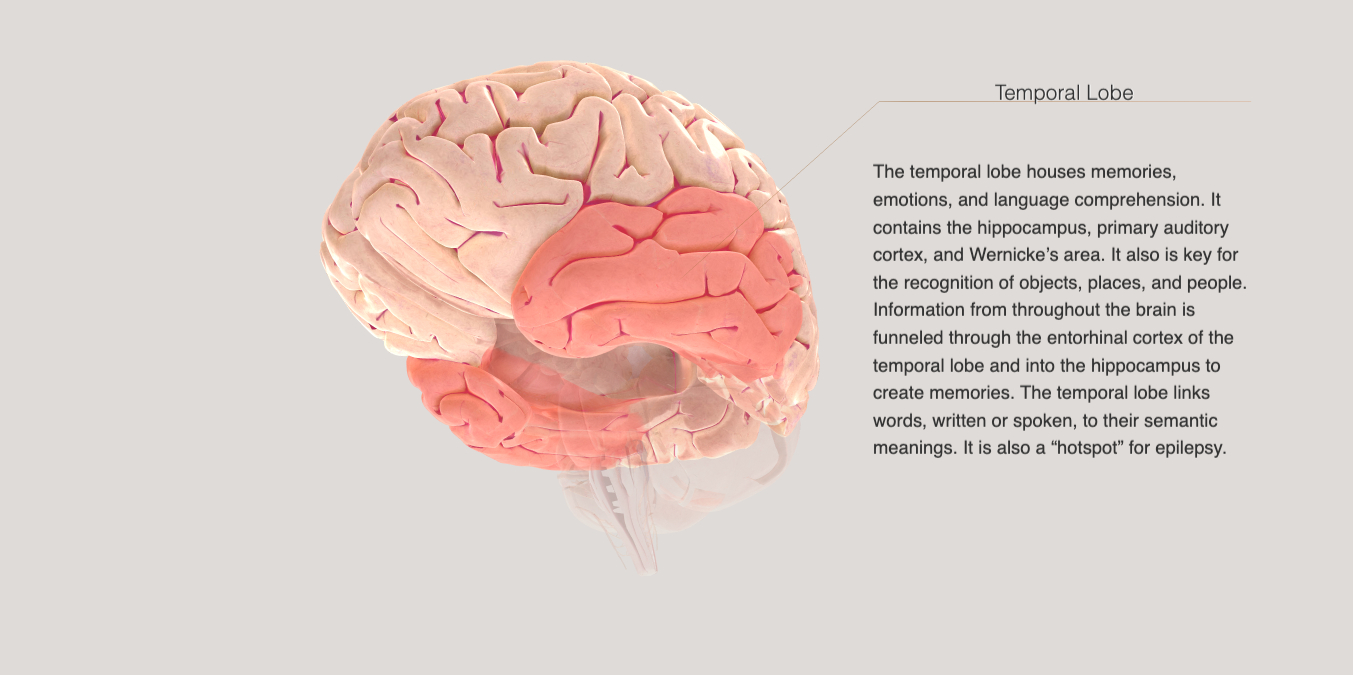 Temporal Lobe
The temporal lobe houses memories,
emotions, and language comprehension. It
contains the hippocampus, primary auditory
cortex, and Wernicke’s area. It also is key for
the recognition of objects, places, and people.
Information from throughout the brain is
funneled through the entorhinal cortex of the
temporal lobe and into the hippocampus to
create memories. The temporal lobe links
words, written or spoken, to their semantic
meanings. It is also a “hotspot” for epilepsy.